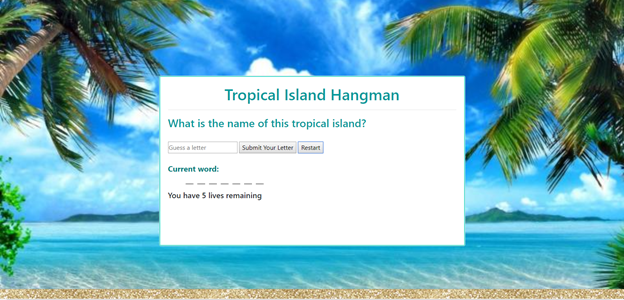 Tropical Island Hangman
What is the name of this tropical island?
Guess a letter Submit Your Letter Restart
Current word:
_ _ _ _ _ _ _
You have 5 lives remaining